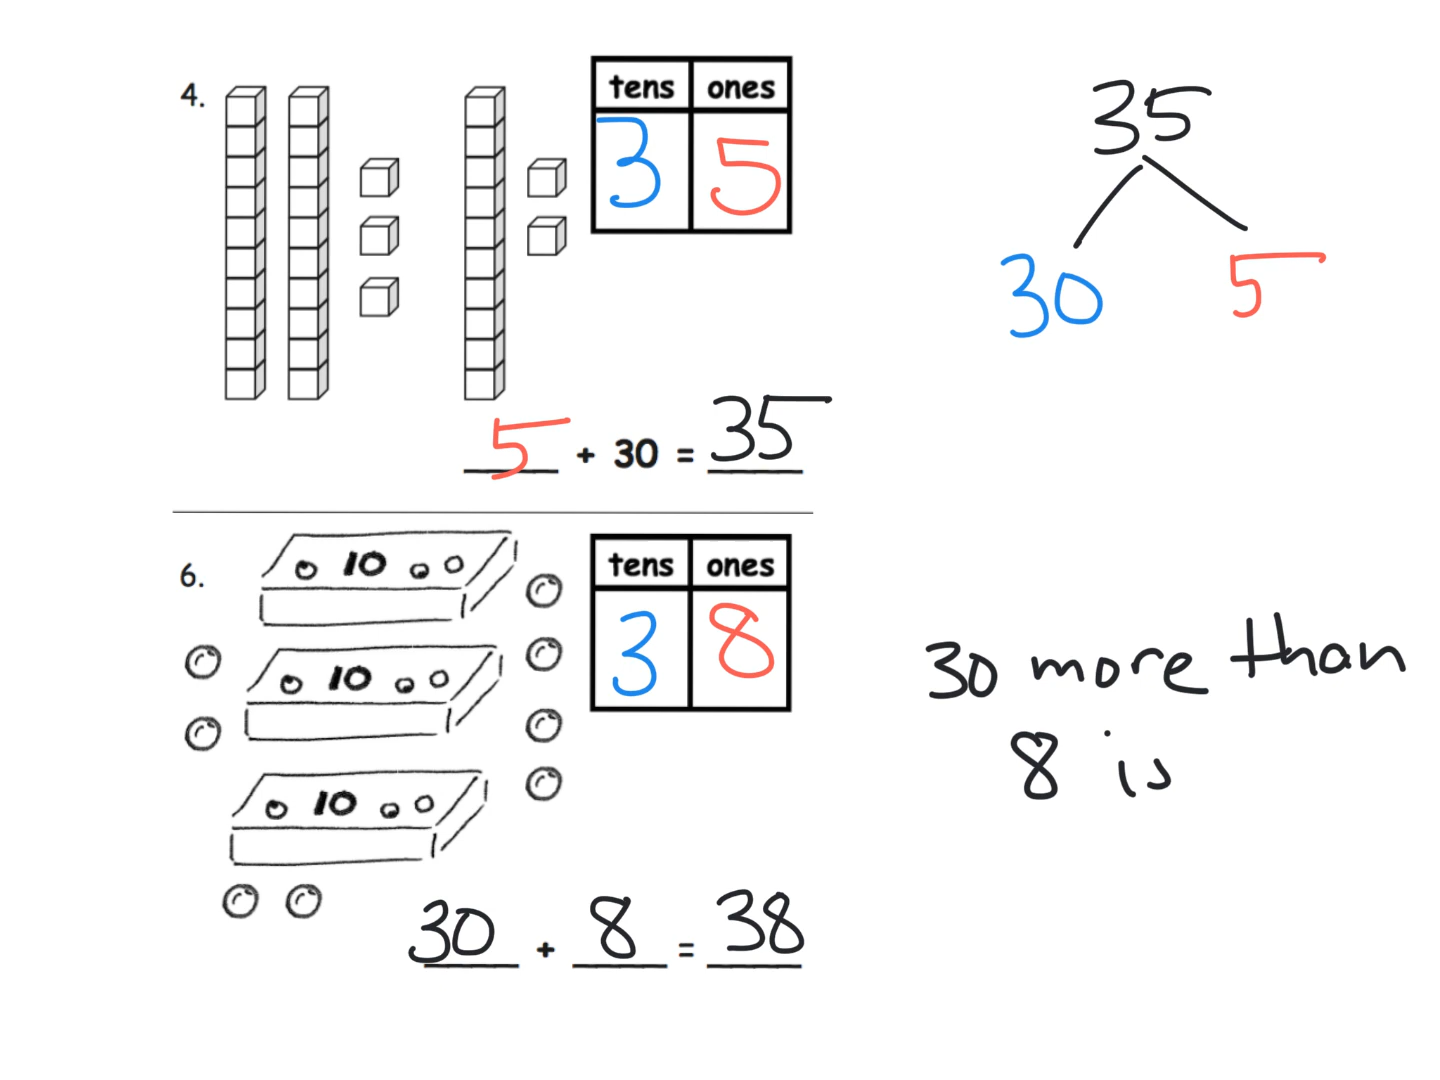 4.
tens ones
3 5
35
30 5
5 + 30 = 35
6.
10
10
10
tens ones
3 8
30 more than
8 is
30 + 8 = 38